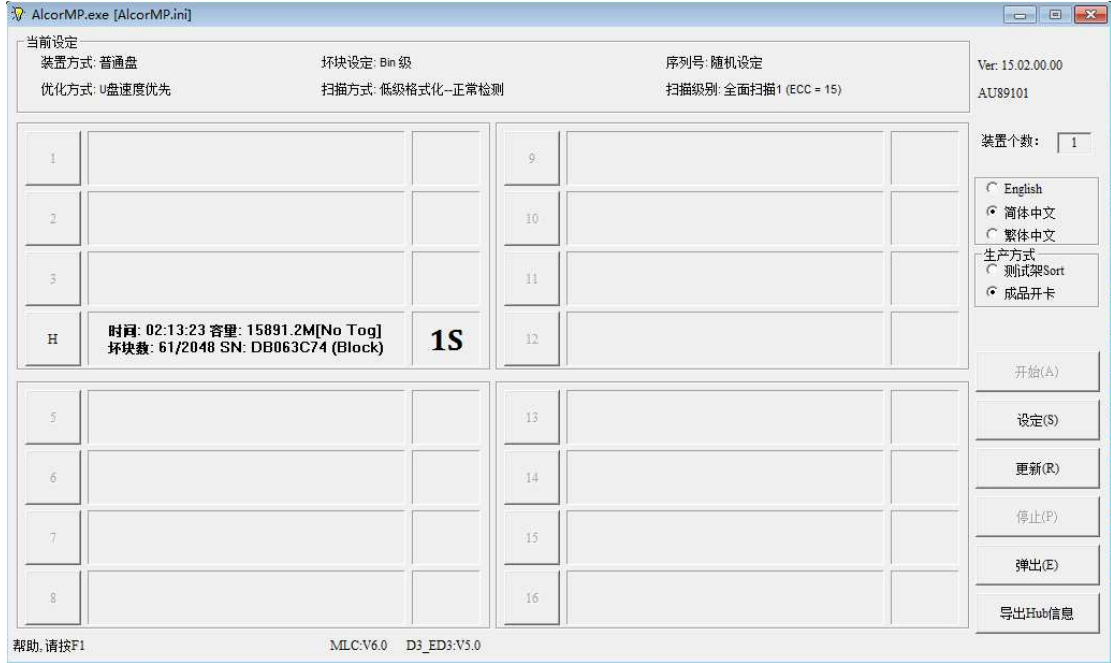 AlcorMP.exe [AlcorMP.ini]
当前设定
装置方式: 普通盘 坏块设定: Bin 级 序列号: 随机设定
优化方式: U盘速度优先 扫描方式: 低级格式化--正常检测 扫描级别: 全面扫描1 (ECC = 15)
Ver: 15.02.00.00
AU89101
装置个数： 1
English
简体中文
繁体中文
生产方式
测试架Sort
成品开卡
1
2
3
H
时间: 02:13:23 容量: 15891.2M[No Tog]
坏块数: 61/2048 SN: DB063C74 (Block)
1S
9
10
11
12
5
6
7
8
13
14
15
16
开始(A)
设定(S)
更新(R)
停止(P)
弹出(E)
导出Hub信息
帮助,请按F1 MLC:V6.0 D3_ED3:V5.0